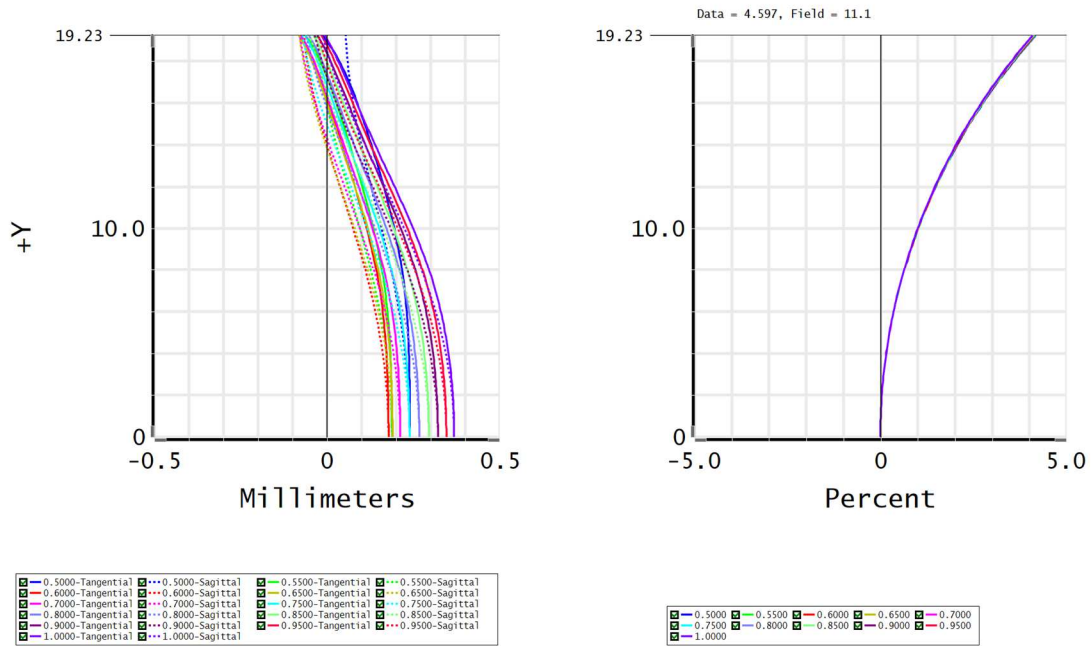 Data = 4.597, Field = 11.1
19.23
19.23
+Y
10.0
10.0
0
0
-0.5
0
0.5
-5.0
0
5.0
Millimeters
Percent
0.5000-Tangential 0.5000-Sagittal 0.5500-Tangential 0.5500-Sagittal
0.6000-Tangential 0.6000-Sagittal 0.6500-Tangential 0.6500-Sagittal
0.7000-Tangential 0.7000-Sagittal 0.7500-Tangential 0.7500-Sagittal
0.8000-Tangential 0.8000-Sagittal 0.8500-Tangential 0.8500-Sagittal
0.9000-Tangential 0.9000-Sagittal 0.9500-Tangential 0.9500-Sagittal
1.0000-Tangential 1.0000-Sagittal
0.5000 0.5500 0.6000 0.6500 0.7000
0.7500 0.8000 0.8500 0.9000 0.9500
1.0000